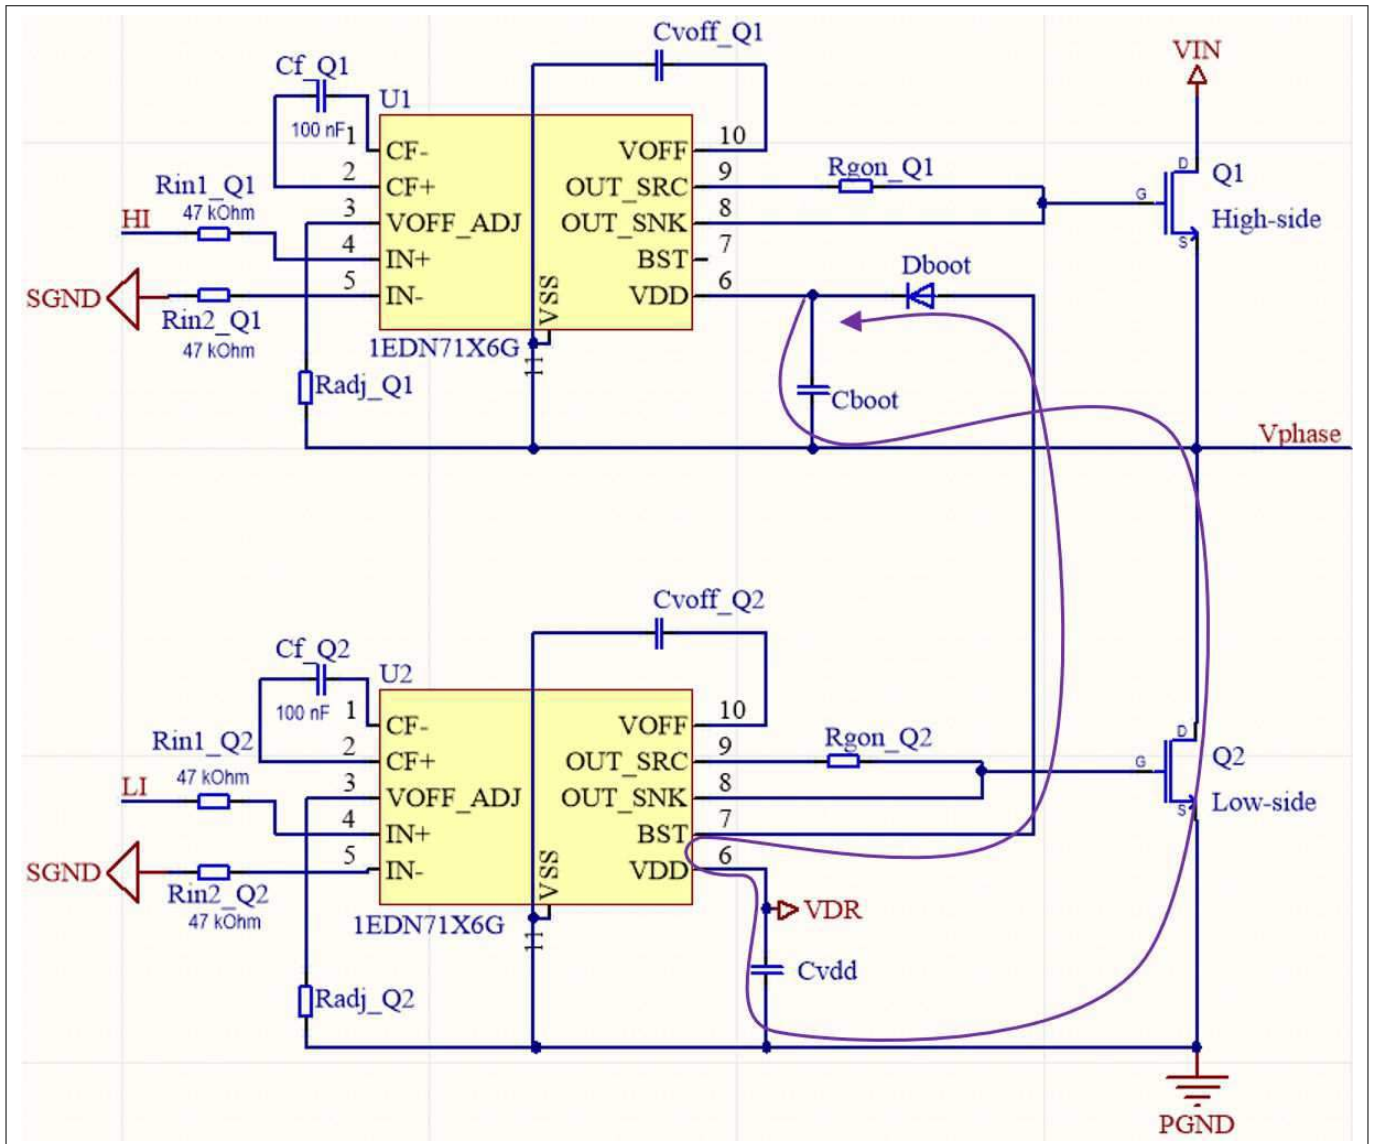 Cvoff_Q1
VIN
Cf_Q1
U1
100 nF
1 CF- VOFF 10
2 CF+ OUT_SRC 9
3 VOFF_ADJ OUT_SNK 8
4 IN+ BST 7
5 IN- VDD 6
VSS
11
1EDN71X6G
Rin1_Q1
47 kOhm
HI
SGND
Rin2_Q1
47 kOhm
Radj_Q1
Rgon_Q1
Dboot
Cboot
D
G
S
Q1
High-side
Vphase
Cvoff_Q2
Cf_Q2
U2
100 nF
1 CF- VOFF 10
2 CF+ OUT_SRC 9
3 VOFF_ADJ OUT_SNK 8
4 IN+ BST 7
5 IN- VDD 6
VSS
11
1EDN71X6G
Rin1_Q2
47 kOhm
LI
SGND
Rin2_Q2
47 kOhm
Radj_Q2
Rgon_Q2
VDR
Cvdd
D
G
S
Q2
Low-side
PGND